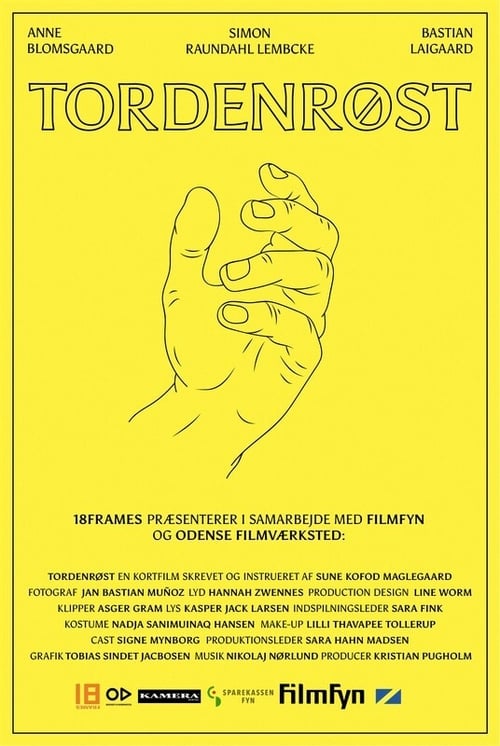 ANNE BLOMSGAARD
SIMON RAUNDAHL LEMBCKE
BASTIAN LAIGAARD
TORDENRØST
18FRAMES PRÆSENTERER I SAMARBEJDE MED FILMFYN
OG ODENSE FILMVÆRKSTED:
TORDENRØST EN KORTFILM SKREVET OG INSTRUERET AF SUNE KOFOD MAGLEGAARD
FOTOGRAF JAN BASTIAN MUÑOZ LYD HANNAH ZWENNES PRODUCTION DESIGN LINE WORM
KLIPPER ASGER GRAM LYS KASPER JACK LARSEN INDSPILNINGSLEDER SARA FINK
KOSTUME NADJA SANIMUINAQ HANSEN MAKE-UP LILLI THAVAPEE TOLLERUP
CAST SIGNE MYNBORG PRODUKTIONSLEDER SARA HAHN MADSEN
GRAFIK TOBIAS SINDET JACBOSEN MUSIK NIKOLAJ NØRLUND PRODUCER KRISTIAN PUGHOLM
18 FRAMES
KAMERA
SPAREKASSEN
FYN
FilmFyn